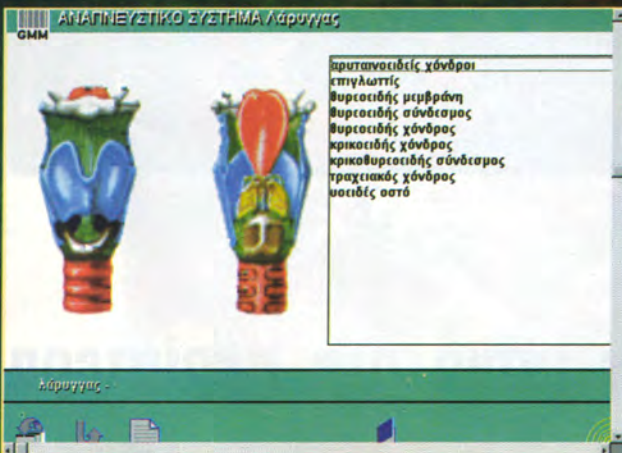 ΑΝΑΠΝΕΥΣΤΙΚΟ ΣΥΣΤΗΜΑ Λάρυγγας
GMM
αρυταινοειδείς χόνδροι
επιγλωττίς
θυρεοειδής μεμβράνη
θυρεοειδής σύνδεσμος
θυρεοειδής χόνδρος
κρικοειδής χόνδρος
κρικοθυρεοειδής σύνδεσμος
τραχειακός χόνδρος
υοειδές οστό
λάρυγγας -